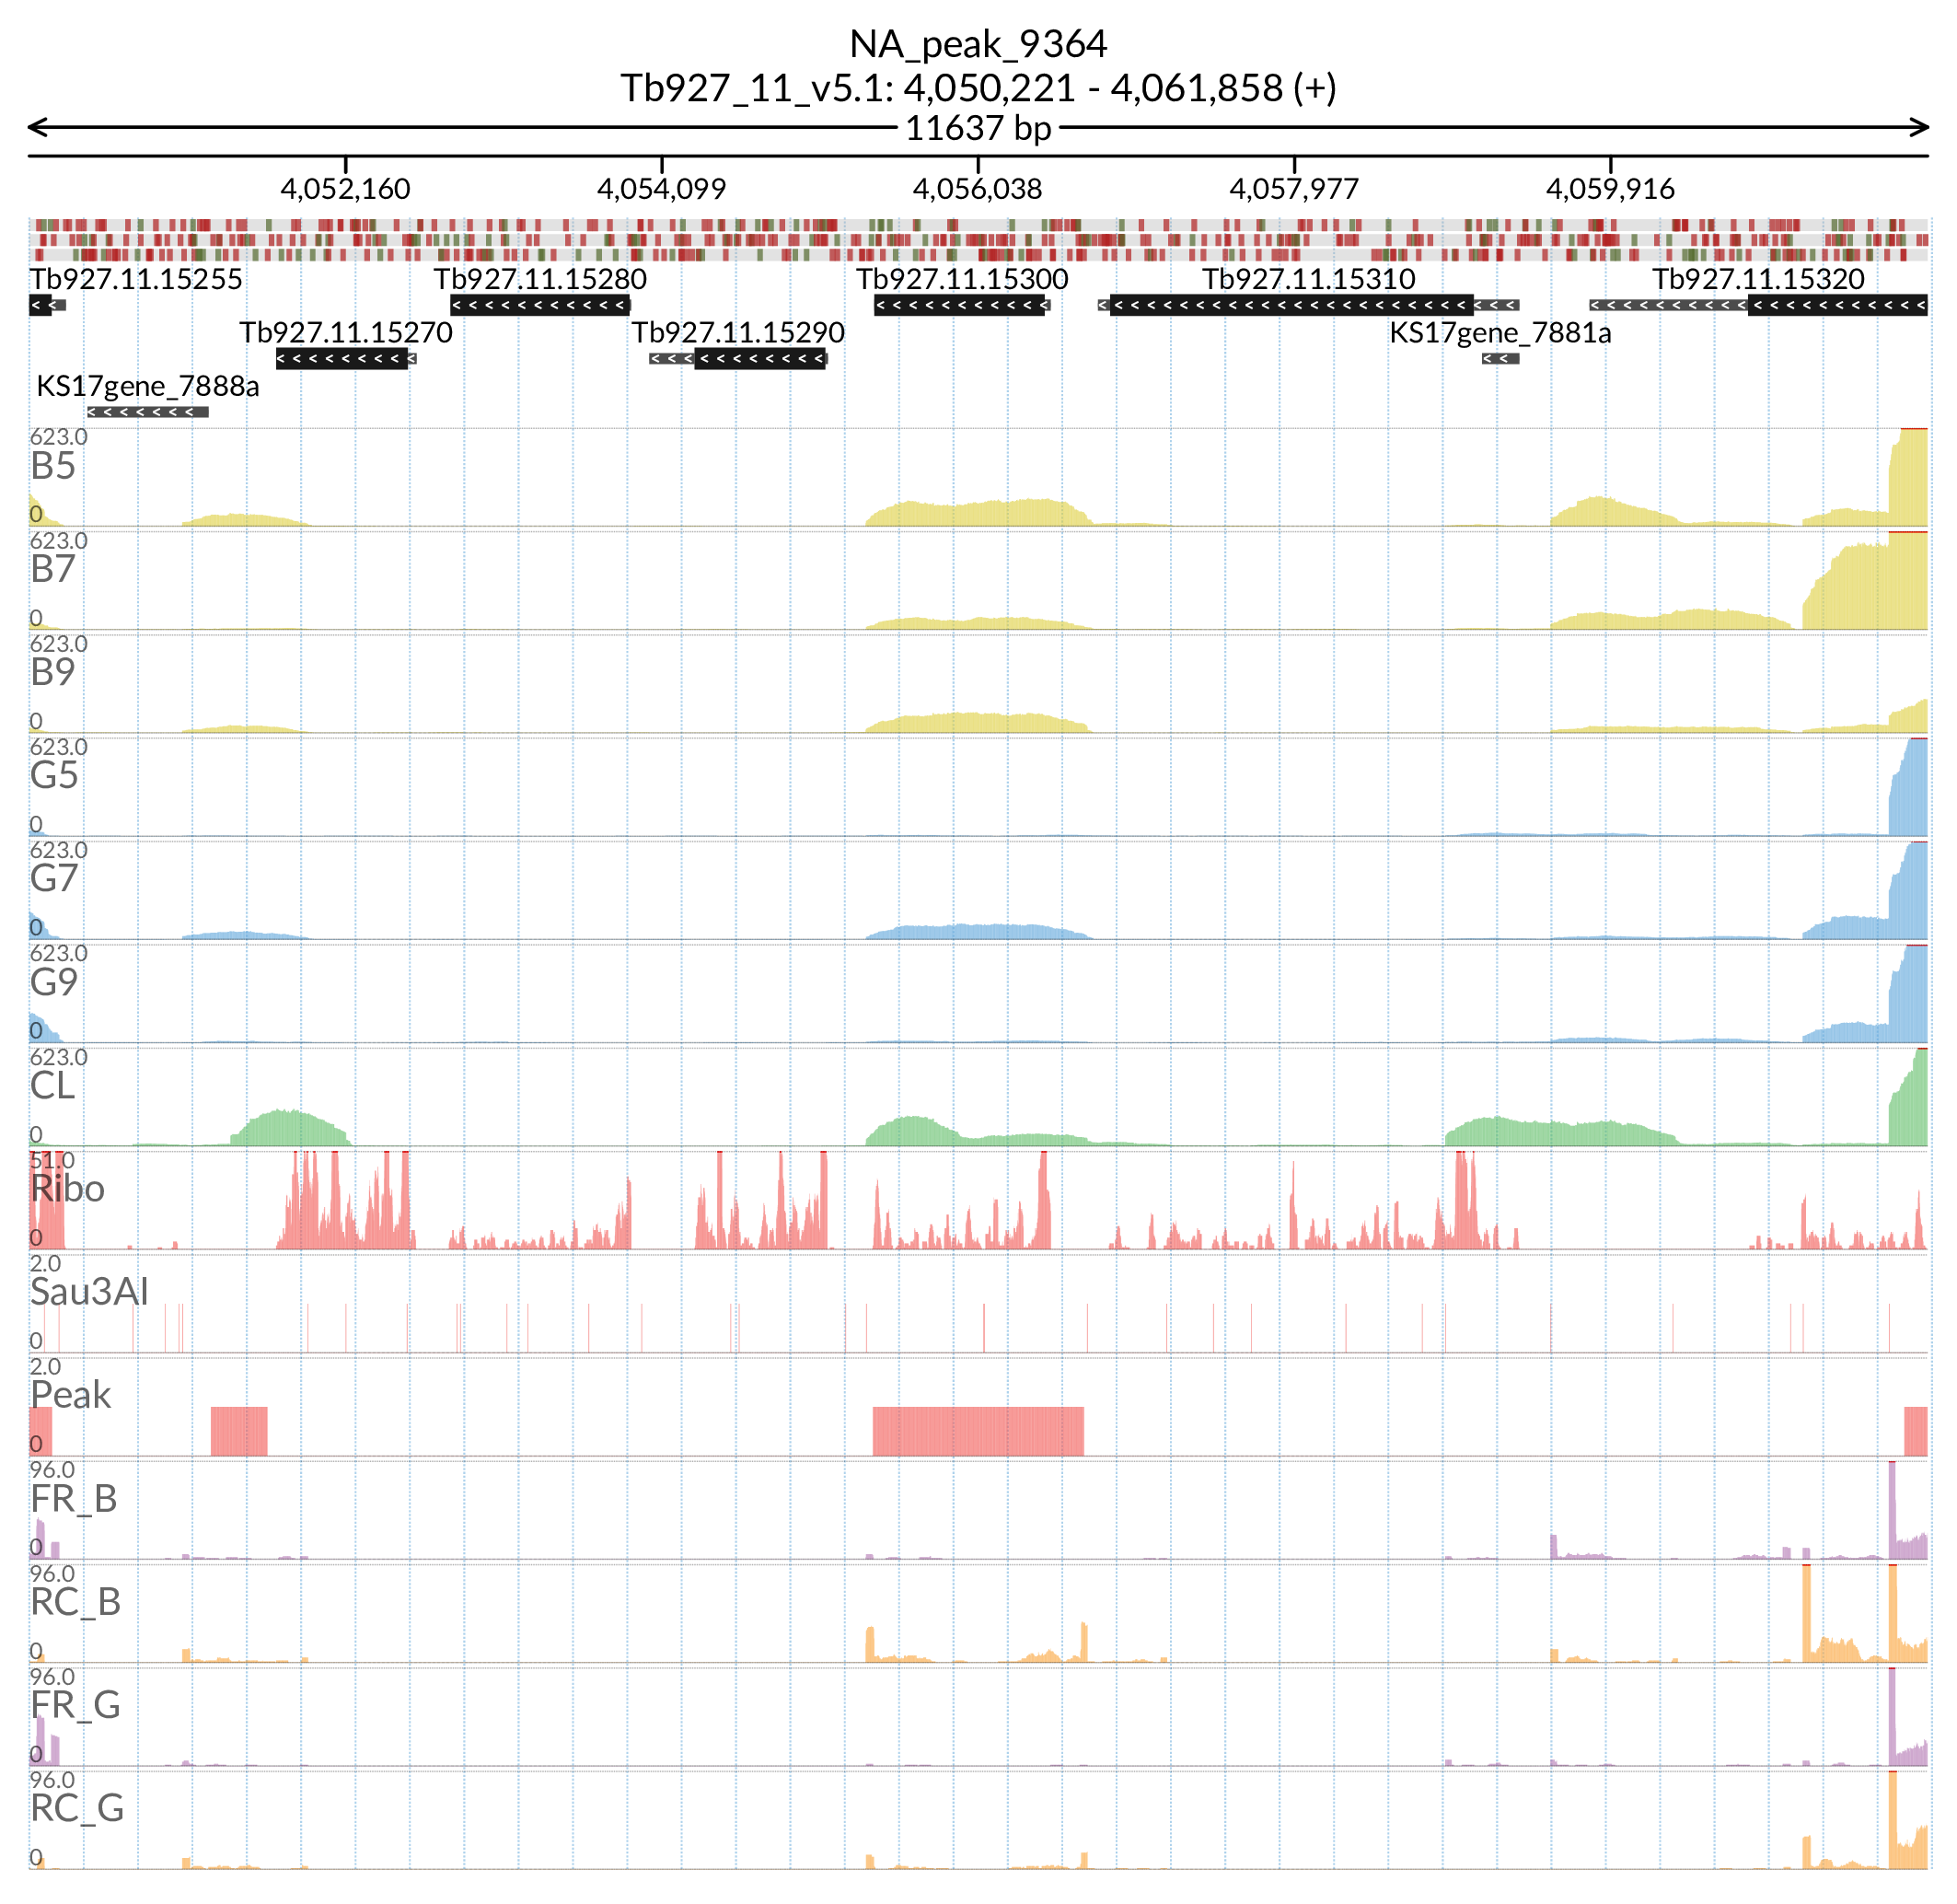 NA_peak_9364
Tb927_11_v5.1: 4,050,221 - 4,061,858 (+)
11637 bp
4,052,160 4,054,099 4,056,038 4,057,977 4,059,916
Tb927.11.15255 Tb927.11.15280 Tb927.11.15300 Tb927.11.15310 Tb927.11.15320
Tb927.11.15270 Tb927.11.15290 KS17gene_7881a
KS17gene_7888a
623.0
B5
0
623.0
B7
0
623.0
B9
0
623.0
G5
0
623.0
G7
0
623.0
G9
0
623.0
CL
0
51.0
Ribo
0
2.0
Sau3AI
0
2.0
Peak
0
96.0
FR_B
0
96.0
RC_B
0
96.0
FR_G
0
96.0
RC_G
0